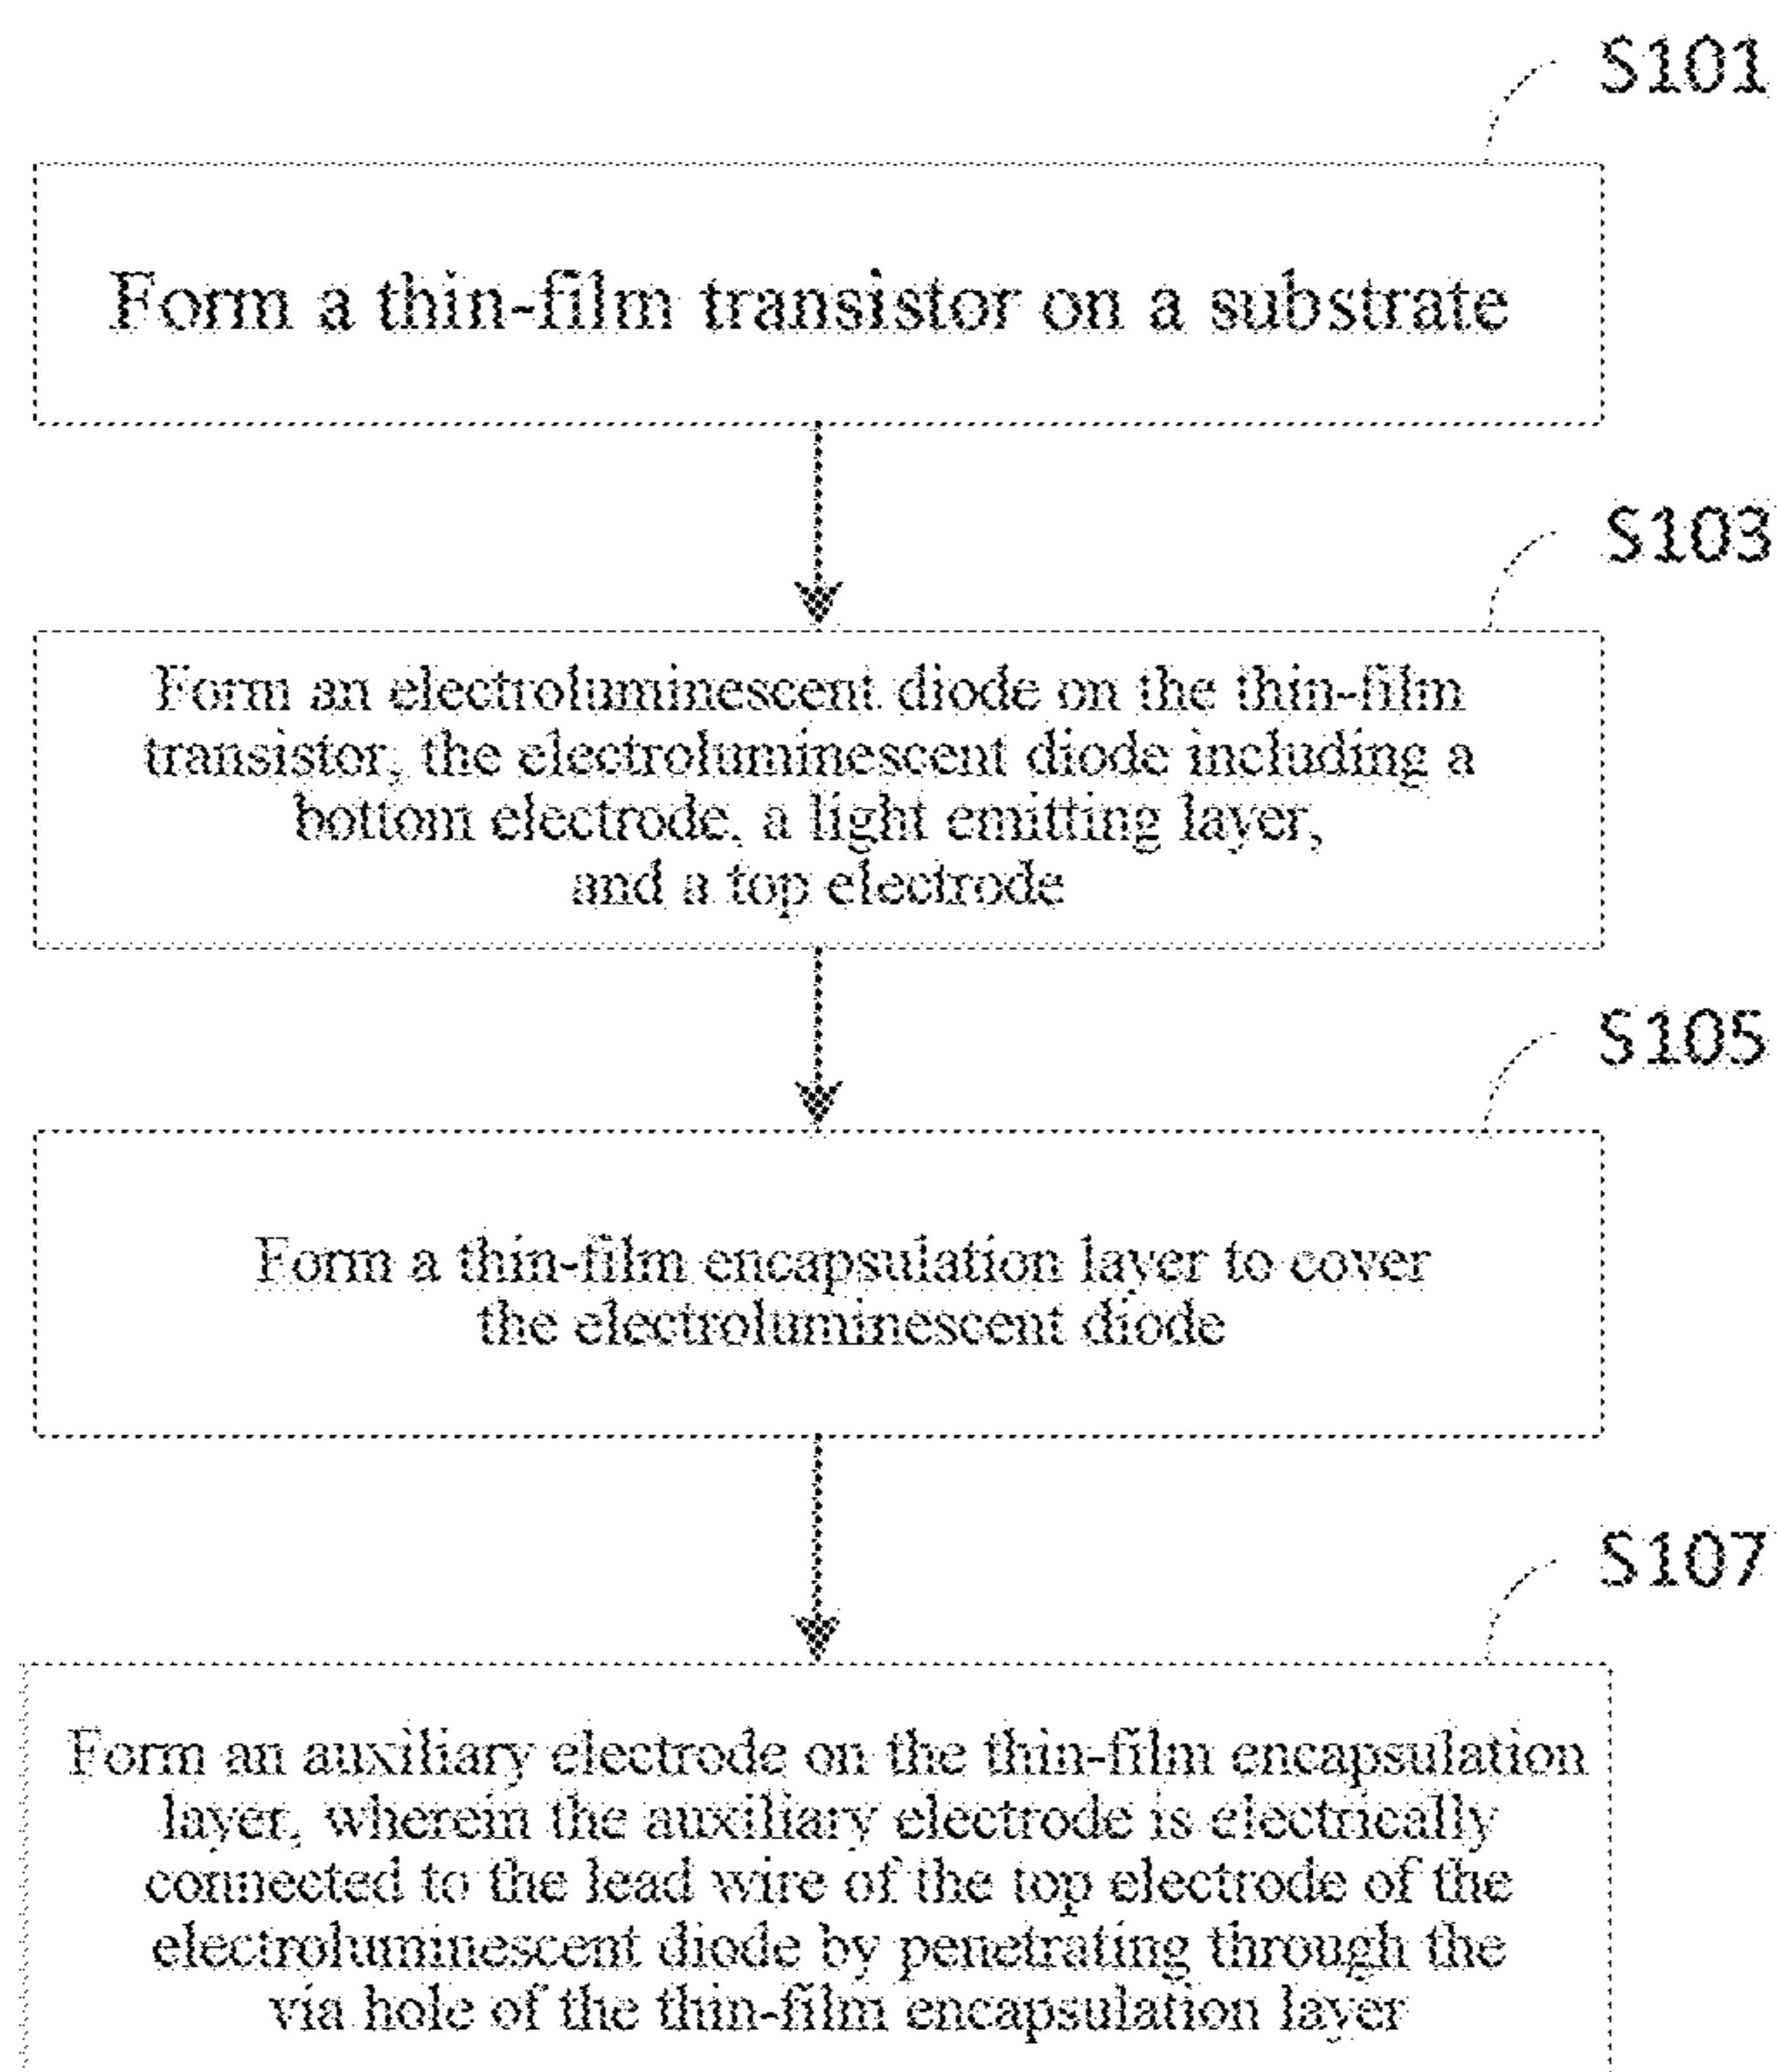 S101
Form a thin-film transistor on a substrate
S103
Form an electroluminescent diode on the thin-film
transistor, the electroluminescent diode including a
bottom electrode, a light emitting layer,
and a top electrode
S105
Form a thin-film encapsulation layer to cover
the electroluminescent diode
S107
Form an auxiliary electrode on the thin-film encapsulation
layer, wherein the auxiliary electrode is electrically
connected to the lead wire of the top electrode of the
electroluminescent diode by penetrating through the
via hole of the thin-film encapsulation layer